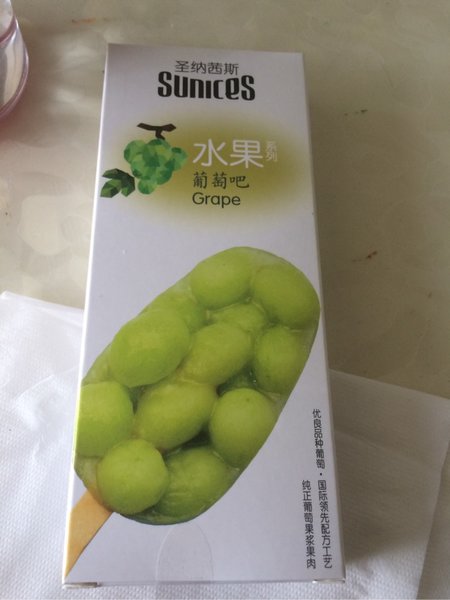 圣纳茜斯
SUNICeS
水果系列
葡萄吧
Grape
优良品种葡萄·国际领先配方工艺
纯正葡萄果浆果肉